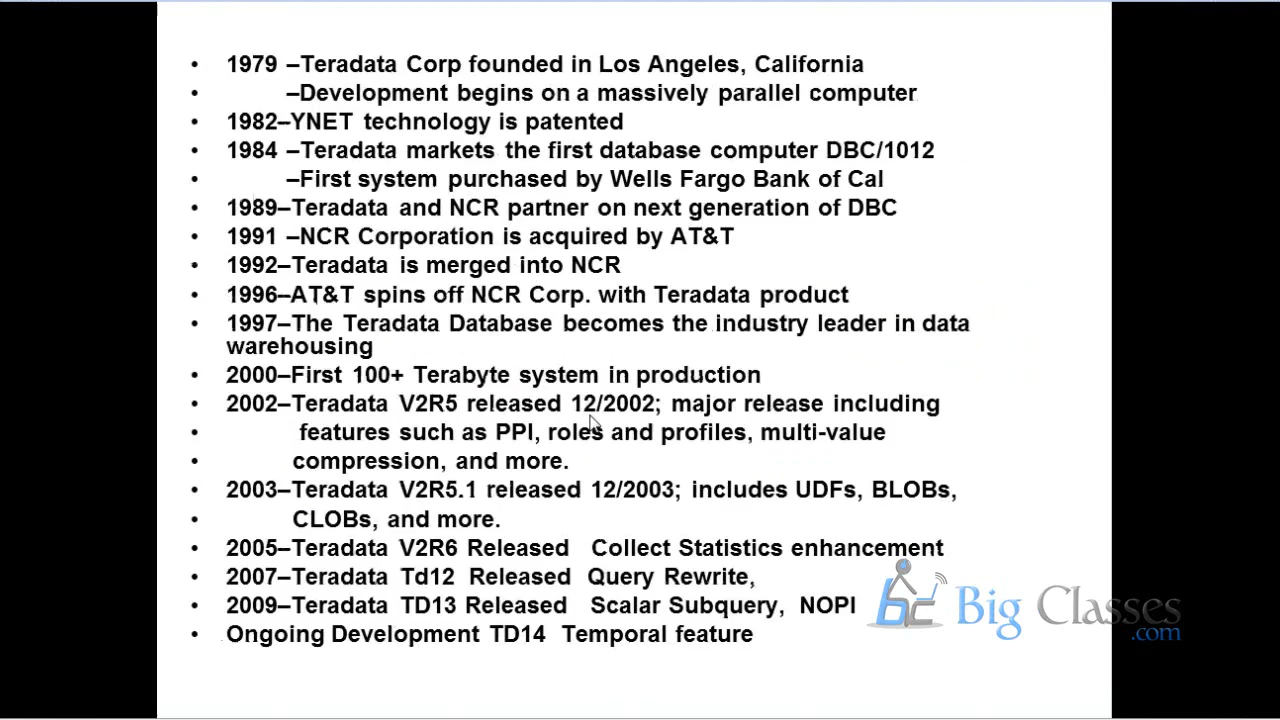 • 1979 –Teradata Corp founded in Los Angeles, California
• –Development begins on a massively parallel computer
• 1982–YNET technology is patented
• 1984 –Teradata markets the first database computer DBC/1012
• –First system purchased by Wells Fargo Bank of Cal
• 1989–Teradata and NCR partner on next generation of DBC
• 1991 –NCR Corporation is acquired by AT&T
• 1992–Teradata is merged into NCR
• 1996–AT&T spins off NCR Corp. with Teradata product
• 1997–The Teradata Database becomes the industry leader in data
warehousing
• 2000–First 100+ Terabyte system in production
• 2002–Teradata V2R5 released 12/2002; major release including
• features such as PPI, roles and profiles, multi-value
• compression, and more.
• 2003–Teradata V2R5.1 released 12/2003; includes UDFs, BLOBs,
• CLOBs, and more.
• 2005–Teradata V2R6 Released Collect Statistics enhancement
• 2007–Teradata Td12 Released Query Rewrite,
• 2009–Teradata TD13 Released Scalar Subquery, NOPI
• Ongoing Development TD14 Temporal feature
bc Big Classes
.com